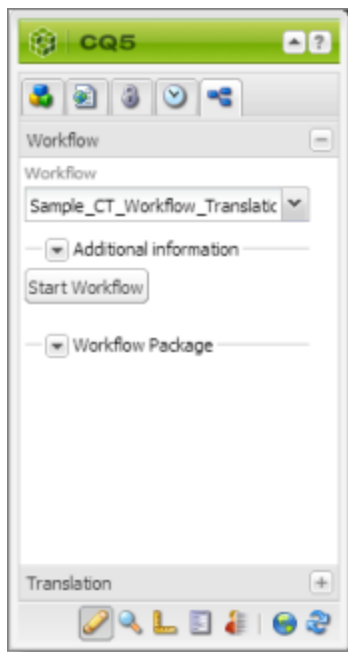 CQ5
?
Workflow
Workflow
Sample_CT_Workflow_Translatic
Additional information
Start Workflow
Workflow Package
Translation